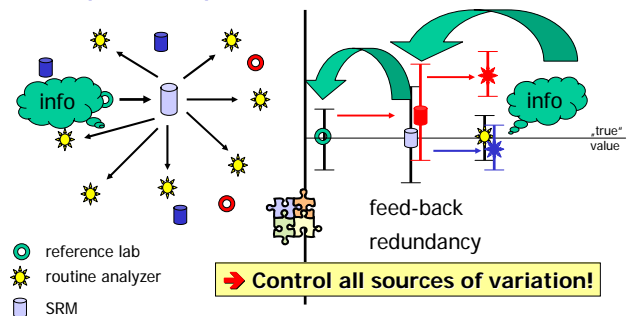 info
info
„true“
value
feed-back
redundancy
reference lab
routine analyzer
SRM
➔ Control all sources of variation!